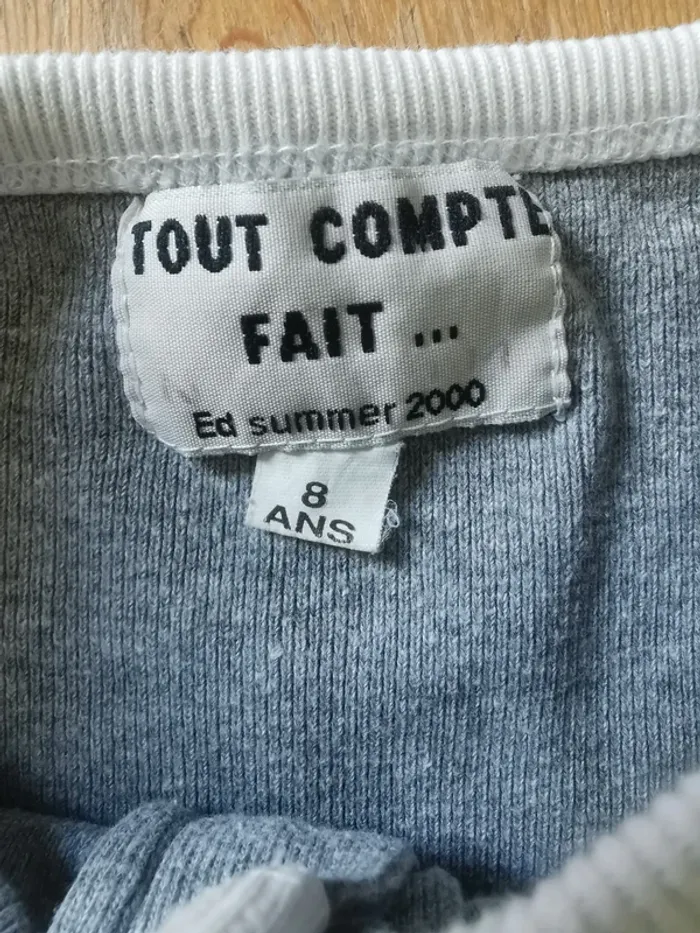 TOUT COMPTE
FAIT ...
Ed summer 2000
8
ANS